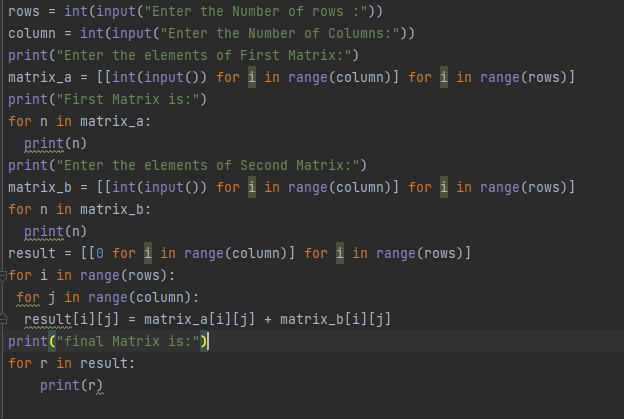 rows = int(input("Enter the Number of rows :"))
column = int(input("Enter the Number of Columns:"))
print("Enter the elements of First Matrix:")
matrix_a = [[int(input()) for i in range(column)] for i in range(rows)]
print("First Matrix is:")
for n in matrix_a:
  print(n)
print("Enter the elements of Second Matrix:")
matrix_b = [[int(input()) for i in range(column)] for i in range(rows)]
for n in matrix_b:
  print(n)
result = [[0 for i in range(column)] for i in range(rows)]
for i in range(rows):
 for j in range(column):
  result[i][j] = matrix_a[i][j] + matrix_b[i][j]
print("final Matrix is:")
for r in result:
    print(r)